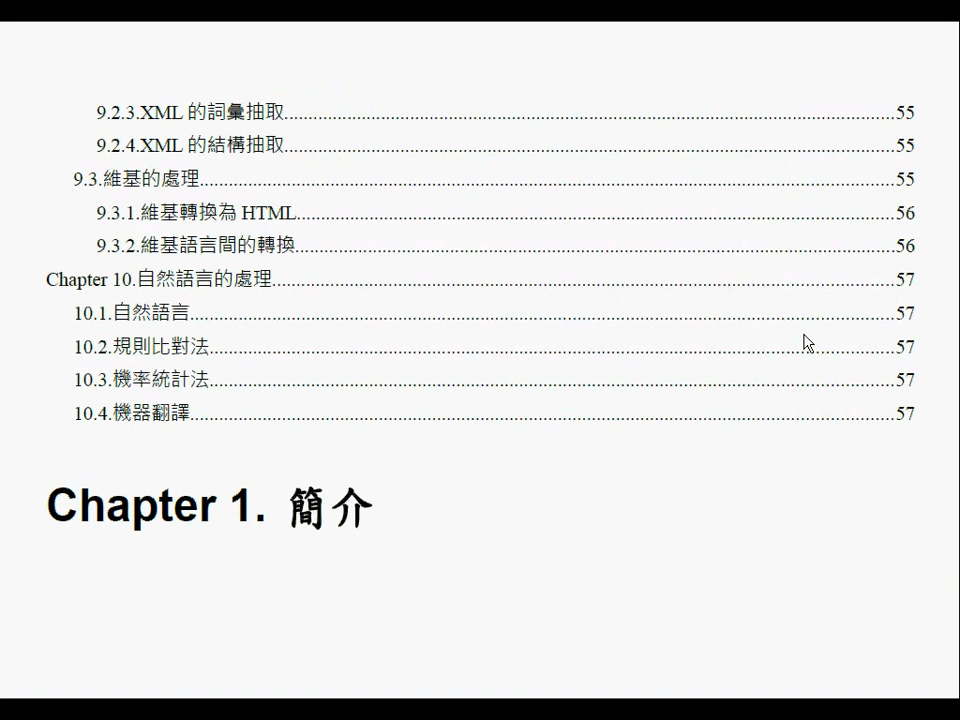 9.2.3.XML 的詞彙抽取....................55
9.2.4.XML 的結構抽取....................55
9.3.維基的處理....................55
9.3.1.維基轉換為 HTML....................56
9.3.2.維基語言間的轉換....................56
Chapter 10.自然語言的處理....................57
10.1.自然語言....................57
10.2.規則比對法....................57
10.3.機率統計法....................57
10.4.機器翻譯....................57
Chapter 1. 簡介